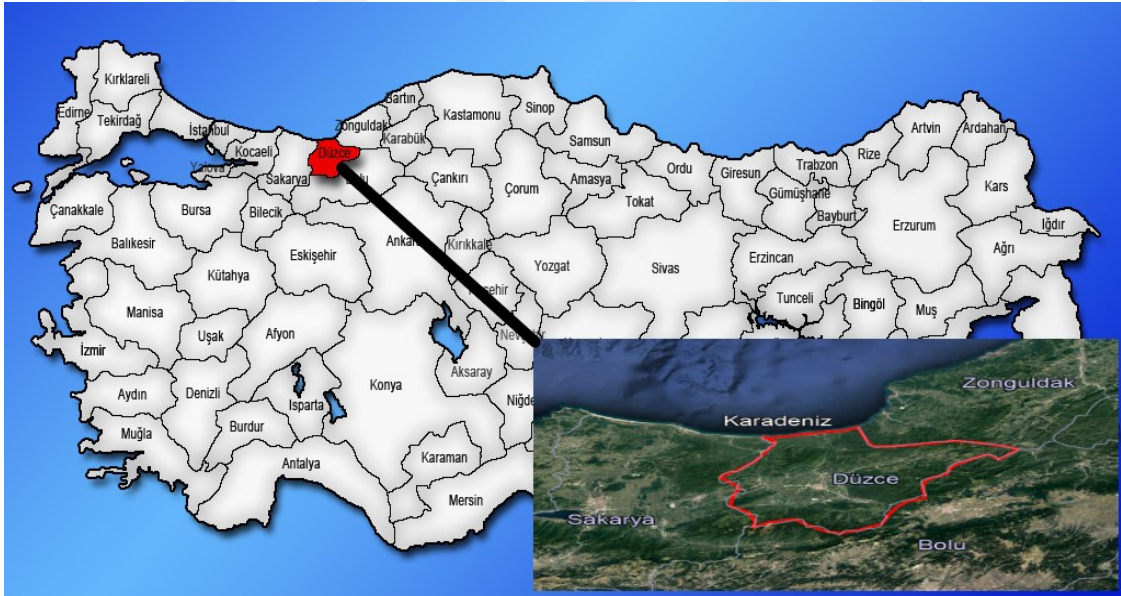 Kırklareli
Edirne
Tekirdağ
İstanbul
Kocaeli
Yalova
Sakarya
Düzce
Zonguldak
Bartın
Karabük
Kastamonu
Sinop
Samsun
Çankırı
Çorum
Amasya
Ordu
Tokat
Giresun
Trabzon
Gümüşhane
Bayburt
Rize
Artvin
Ardahan
Kars
Erzurum
Iğdır
Ağrı
Çanakkale
Bursa
Bilecik
Balıkesir
Kütahya
Eskişehir
Kırıkkale
Yozgat
Sivas
Erzincan
Tunceli
Bingöl
Muş
Manisa
Uşak
Afyon
İzmir
Aydın
Denizli
Isparta
Burdur
Muğla
Antalya
Konya
Aksaray
Karaman
Mersin
Karadeniz
Zonguldak
Düzce
Sakarya
Bolu